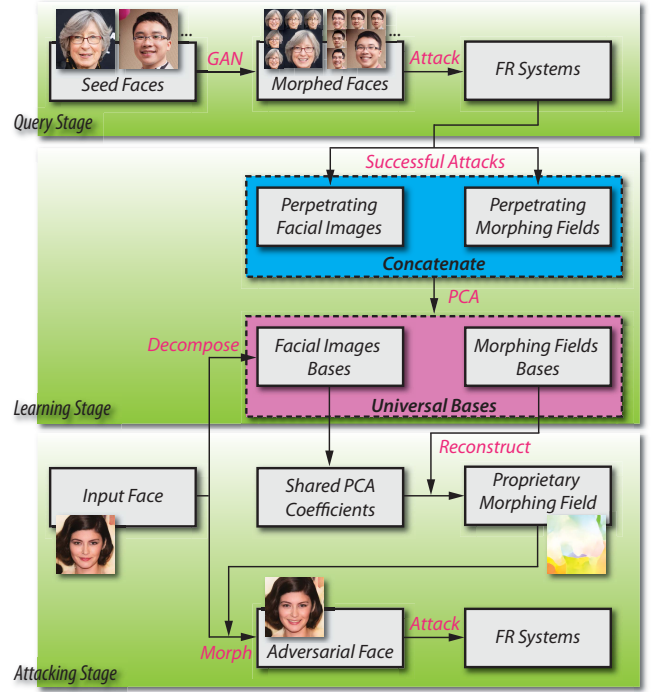 ...
...
Seed Faces
GAN
Morphed Faces
Attack
FR Systems
Query Stage
Successful Attacks
Perpetrating
Facial Images
Perpetrating
Morphing Fields
Concatenate
PCA
Decompose
Facial Images
Bases
Morphing Fields
Bases
Universal Bases
Learning Stage
Reconstruct
Input Face
Shared PCA
Coefficients
Proprietary
Morphing Field
Morph
Adversarial Face
Attack
FR Systems
Attacking Stage